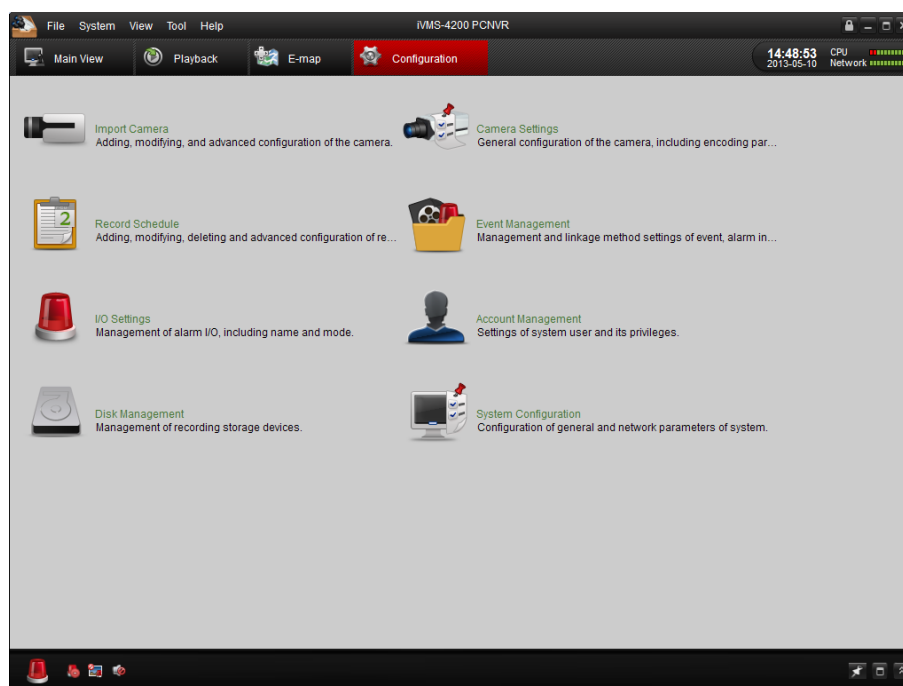 File System View Tool Help iVMS-4200 PCNVR
Main View Playback E-map Configuration 14:48:53 CPU
2013-05-10 Network
Import Camera
Adding, modifying, and advanced configuration of the camera.
Camera Settings
General configuration of the camera, including encoding par...
2
Record Schedule
Adding, modifying, deleting and advanced configuration of re...
Event Management
Management and linkage method settings of event, alarm in...
I/O Settings
Management of alarm I/O, including name and mode.
Account Management
Settings of system user and its privileges.
Disk Management
Management of recording storage devices.
System Configuration
Configuration of general and network parameters of system.